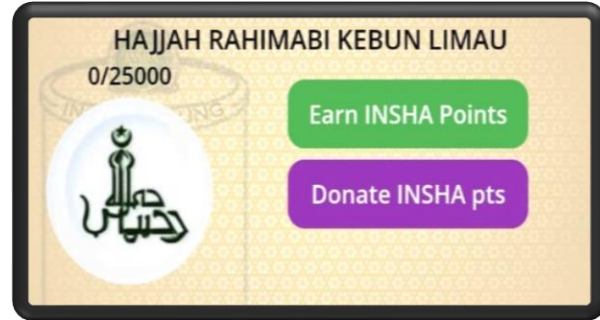 HAJJAH RAHIMABI KEBUN LIMAU
0/25000
Earn INSHA Points
Donate INSHA pts